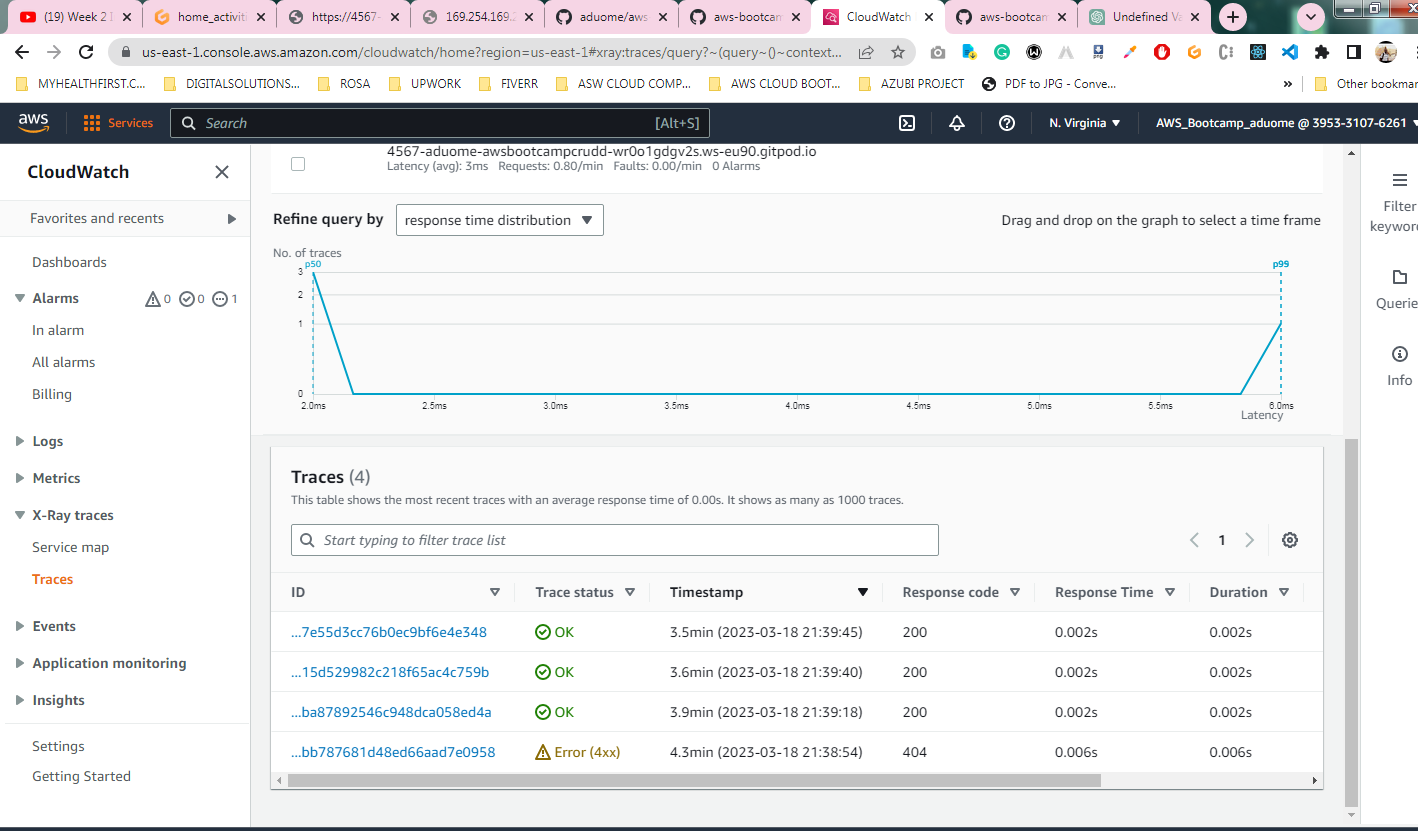 (19) Week 2 I
home_activiti
https://4567-
169.254.169.2
aduome/aws
aws-bootcam
CloudWatch
aws-bootcam
Undefined Va
us-east-1.console.aws.amazon.com/cloudwatch/home?region=us-east-1#xray:traces/query?~(query~()~context...
MYHEALTHFIRST.C...
DIGITALSOLUTIONS...
ROSA
UPWORK
FIVERR
ASW CLOUD COMP...
AWS CLOUD BOOT...
AZUBI PROJECT
PDF to JPG - Conve...
»
Other bookmar
aws
Services
Search
[Alt+S]
N. Virginia
AWS_Bootcamp_aduome @ 3953-3107-6261
CloudWatch
Favorites and recents
Dashboards
Alarms
0
0
1
In alarm
All alarms
Billing
Logs
Metrics
X-Ray traces
Service map
Traces
Events
Application monitoring
Insights
Settings
Getting Started
4567-aduome-awsbootcampcrudd-wr0o1gdgv2s.ws-eu90.gitpod.io
Latency (avg): 3ms Requests: 0.80/min Faults: 0.00/min 0 Alarms
Refine query by
response time distribution
Drag and drop on the graph to select a time frame
No. of traces
p50
p99
3
2
1
0
2.0ms 2.5ms 3.0ms 3.5ms 4.0ms 4.5ms 5.0ms 5.5ms 6.0ms
Latency
Traces (4)
This table shows the most recent traces with an average response time of 0.00s. It shows as many as 1000 traces.
Start typing to filter trace list
1
ID Trace status Timestamp Response code Response Time Duration
...7e55d3cc76b0ec9bf6e4e348 OK 3.5min (2023-03-18 21:39:45) 200 0.002s 0.002s
...15d529982c218f65ac4c759b OK 3.6min (2023-03-18 21:39:40) 200 0.002s 0.002s
...ba87892546c948dca058ed4a OK 3.9min (2023-03-18 21:39:18) 200 0.002s 0.002s
...bb787681d48ed66aad7e0958 Error (4xx) 4.3min (2023-03-18 21:38:54) 404 0.006s 0.006s
Filter
keyword
Querie
Info